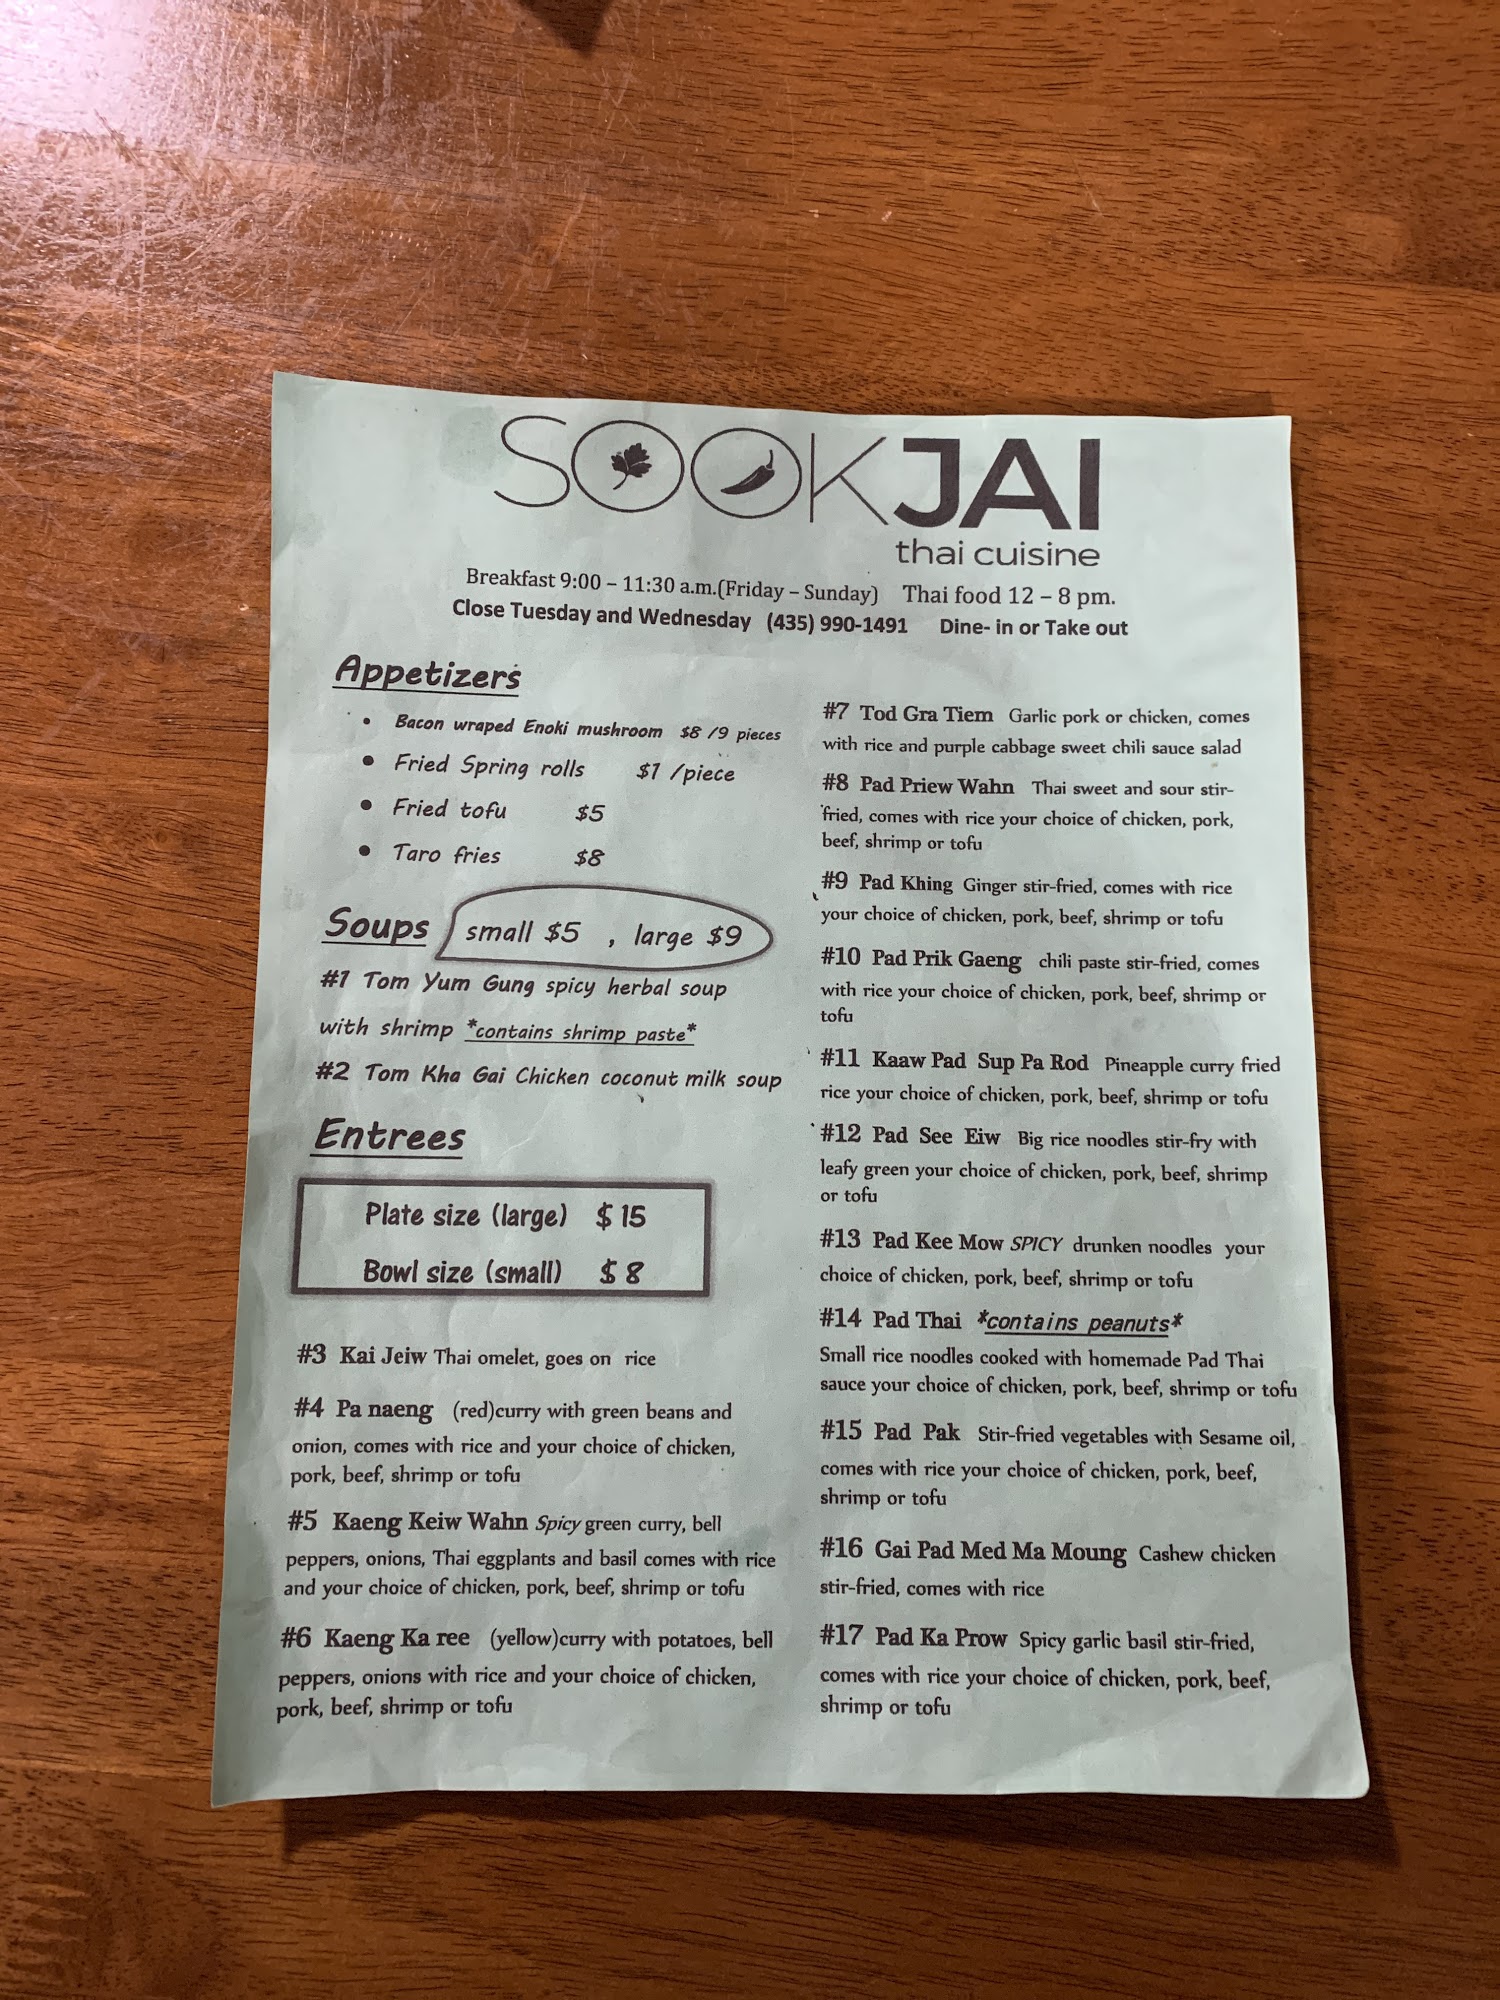 SOOKJAI
thai cuisine
Breakfast 9:00 – 11:30 a.m.(Friday – Sunday) Thai food 12 – 8 pm.
Close Tuesday and Wednesday (435) 990-1491 Dine- in or Take out
Appetizers
• Bacon wraped Enoki mushroom $8 /9 pieces
• Fried Spring rolls $1 /piece
• Fried tofu $5
• Taro fries $8
Soups small $5 , large $9
#1 Tom Yum Gung spicy herbal soup
with shrimp *contains shrimp paste*
#2 Tom Kha Gai Chicken coconut milk soup
Entrees
Plate size (large) $ 15
Bowl size (small) $ 8
#3 Kai Jeiw Thai omelet, goes on rice
#4 Pa naeng (red)curry with green beans and
onion, comes with rice and your choice of chicken,
pork, beef, shrimp or tofu
#5 Kaeng Keiw Wahn Spicy green curry, bell
peppers, onions, Thai eggplants and basil comes with rice
and your choice of chicken, pork, beef, shrimp or tofu
#6 Kaeng Ka ree (yellow)curry with potatoes, bell
peppers, onions with rice and your choice of chicken,
pork, beef, shrimp or tofu
#7 Tod Gra Tiem Garlic pork or chicken, comes
with rice and purple cabbage sweet chili sauce salad
#8 Pad Priew Wahn Thai sweet and sour stir-
fried, comes with rice your choice of chicken, pork,
beef, shrimp or tofu
#9 Pad Khing Ginger stir-fried, comes with rice
your choice of chicken, pork, beef, shrimp or tofu
#10 Pad Prik Gaeng chili paste stir-fried, comes
with rice your choice of chicken, pork, beef, shrimp or
tofu
#11 Kaaw Pad Sup Pa Rod Pineapple curry fried
rice your choice of chicken, pork, beef, shrimp or tofu
#12 Pad See Eiw Big rice noodles stir-fry with
leafy green your choice of chicken, pork, beef, shrimp
or tofu
#13 Pad Kee Mow SPICY drunken noodles your
choice of chicken, pork, beef, shrimp or tofu
#14 Pad Thai *contains peanuts*
Small rice noodles cooked with homemade Pad Thai
sauce your choice of chicken, pork, beef, shrimp or tofu
#15 Pad Pak Stir-fried vegetables with Sesame oil,
comes with rice your choice of chicken, pork, beef,
shrimp or tofu
#16 Gai Pad Med Ma Moung Cashew chicken
stir-fried, comes with rice
#17 Pad Ka Prow Spicy garlic basil stir-fried,
comes with rice your choice of chicken, pork, beef,
shrimp or tofu